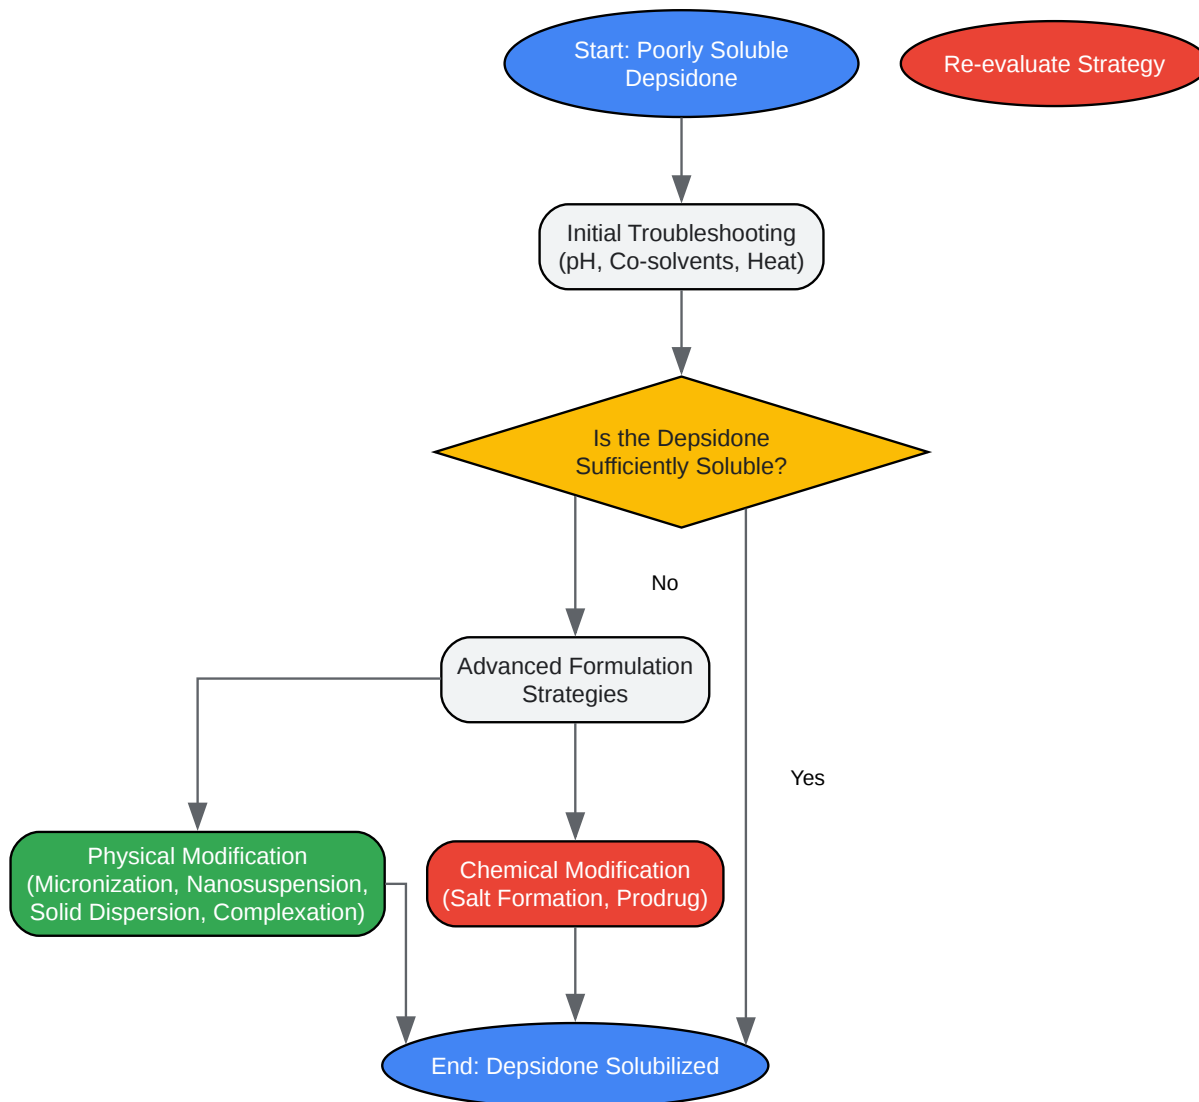 Start: Poorly Soluble
Depsidone
Re-evaluate Strategy
Initial Troubleshooting
(pH, Co-solvents, Heat)
Is the Depsidone
Sufficiently Soluble?
No
Advanced Formulation
Strategies
Yes
Physical Modification
(Micronization, Nanosuspension,
Solid Dispersion, Complexation)
Chemical Modification
(Salt Formation, Prodrug)
End: Depsidone Solubilized